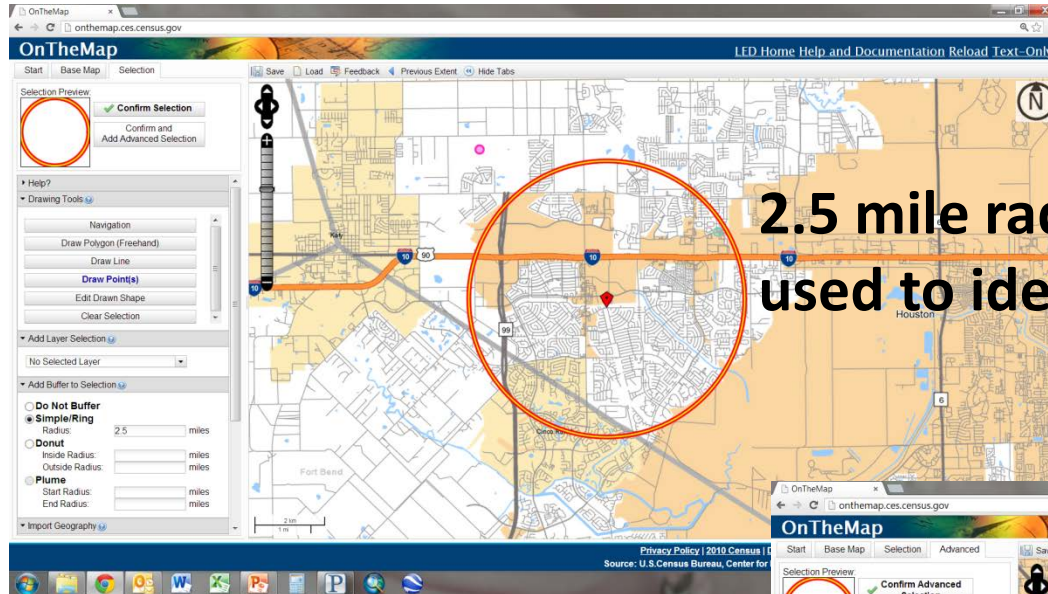 OnTheMap
onthemap.ces.census.gov
OnTheMap
LED Home Help and Documentation Reload Text-Only
Start Base Map Selection
Save Load Feedback Previous Extent Hide Tabs
Selection Preview:
Confirm Selection
Confirm and
Add Advanced Selection
Help?
Drawing Tools
Navigation
Draw Polygon (Freehand)
Draw Line
Draw Point(s)
Edit Drawn Shape
Clear Selection
Add Layer Selection
No Selected Layer
Add Buffer to Selection
Do Not Buffer
Simple/Ring
Radius: 2.5 miles
Donut
Inside Radius: miles
Outside Radius: miles
Plume
Start Radius: miles
End Radius: miles
Import Geography
N
Katy
10
90
10
10
10
99
6
Houston
Fort Bend
2 km
1 mi
2.5 mile rad
used to ide
Privacy Policy | 2010 Census | D
Source: U.S.Census Bureau, Center for
OnTheMap
onthemap.ces.census.gov
OnTheMap
Start Base Map Selection Advanced
Sa
Selection Preview:
Confirm Advanced
Selection